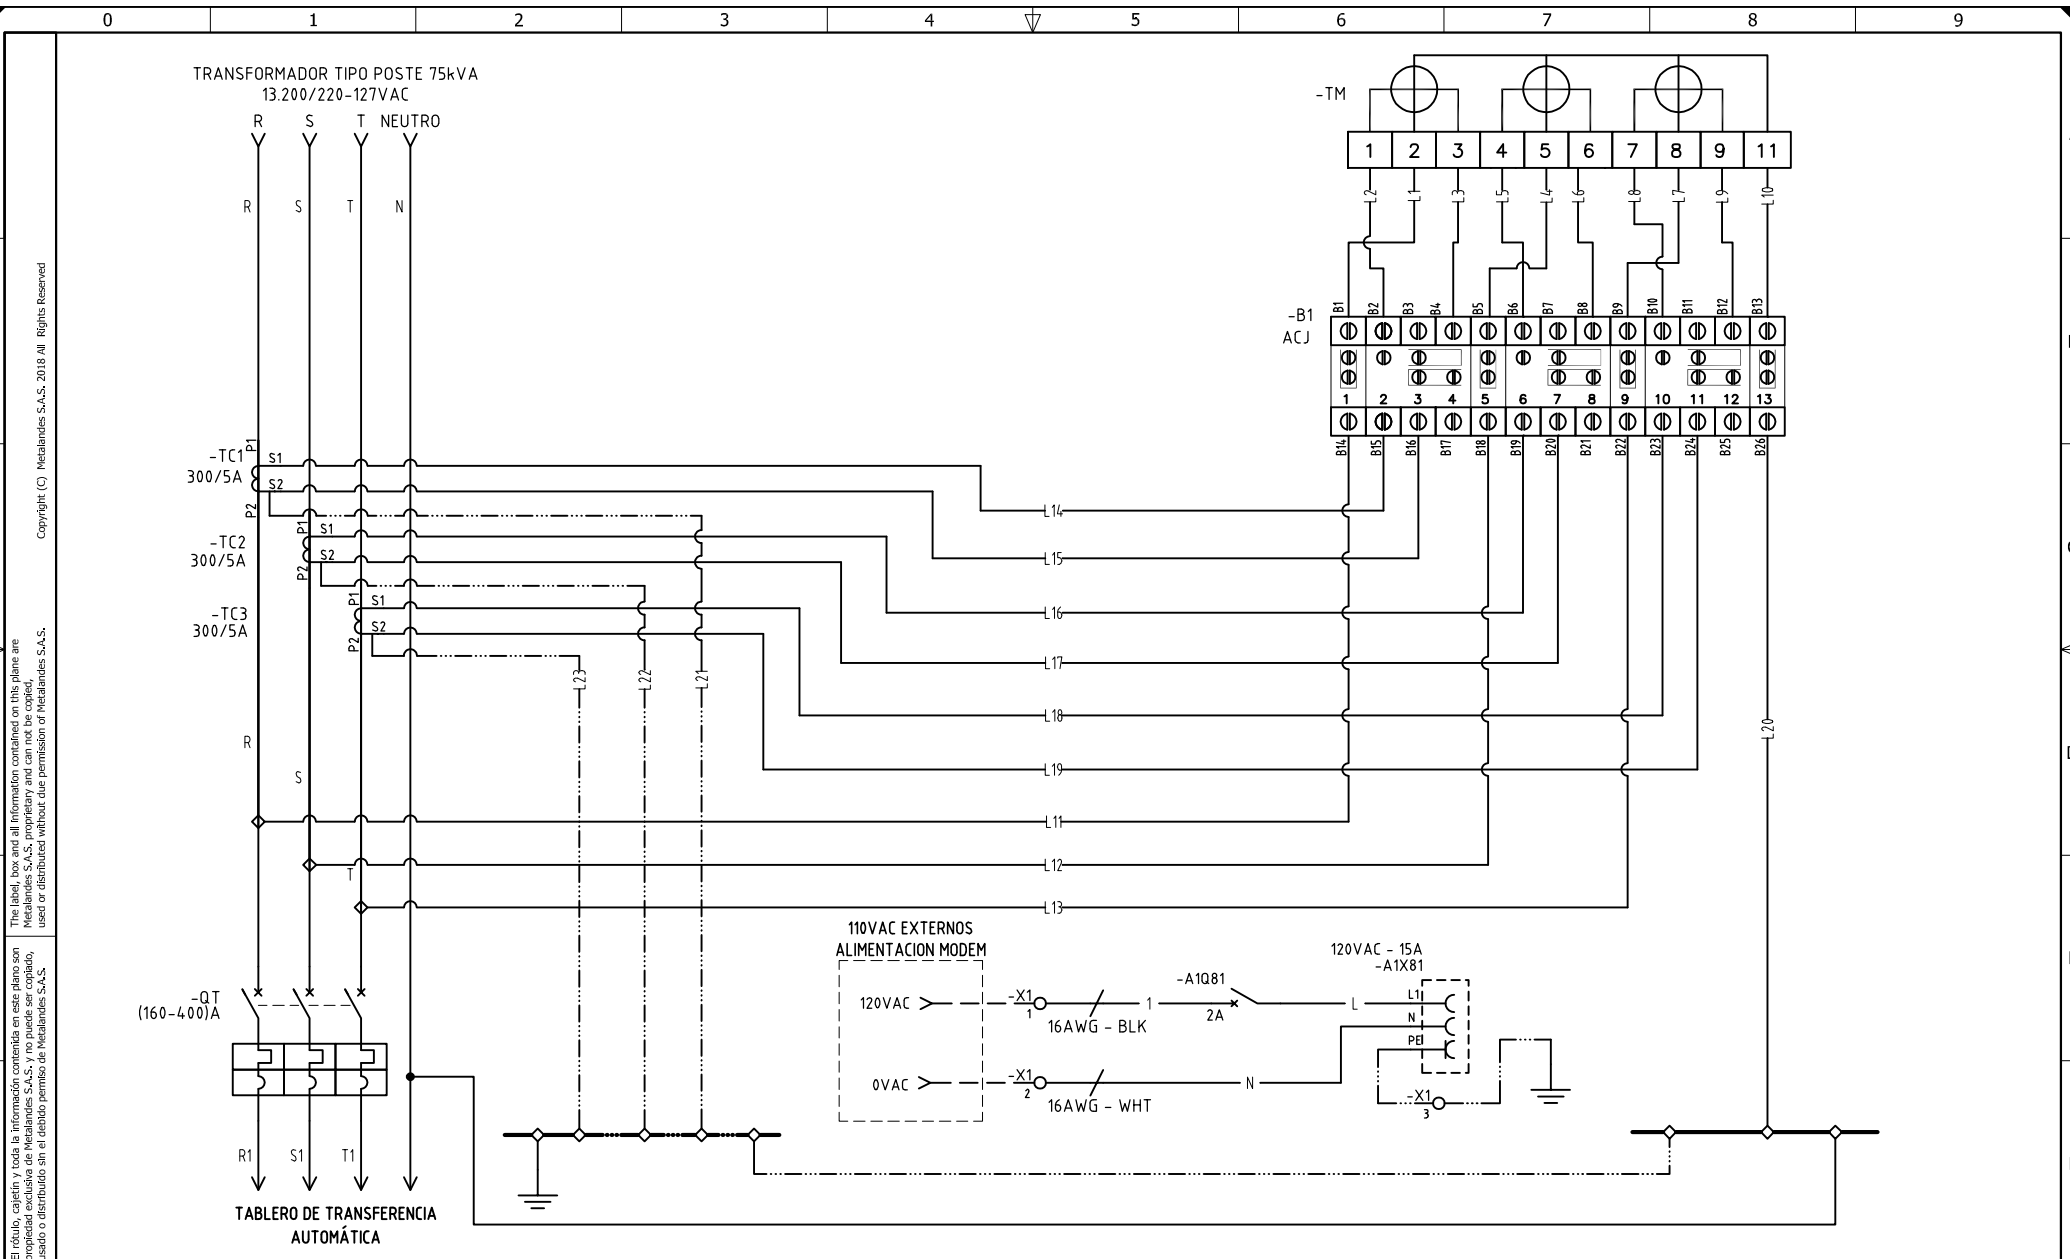 0 1 2 3 4 5 6 7 8 9
TRANSFORMADOR TIPO POSTE 75kVA
13.200/220-127VAC
R S T NEUTRO
R S T N
-TM
1 2 3 4 5 6 7 8 9 11
L2 L1 L3 L5 L4 L6 L8 L7 L9 L10
B1 B2 B3 B4 B5 B6 B7 B8 B9 B10 B11 B12 B13
-B1
ACJ
1 2 3 4 5 6 7 8 9 10 11 12 13
B14 B15 B16 B17 B18 B19 B20 B21 B22 B23 B24 B25 B26
-TC1
300/5A
P1
S1
S2
P2
L14
-TC2
300/5A
P1
S1
S2
P2
L15
-TC3
300/5A
P1
S1
S2
P2
L16
L17
L23 L22 L21
L18
L20
R
S
L19
L11
L12
T
L13
110VAC EXTERNOS
ALIMENTACION MODEM
120VAC
0VAC
-X1
1
16AWG - BLK
1
-A1Q81
2A
L
120VAC - 15A
-A1X81
L1
N
PE
-X1
2
16AWG - WHT
N
-X1
3
-QT
(160-400)A
R1 S1 T1
TABLERO DE TRANSFERENCIA
AUTOMÁTICA
Copyright (C) Metalandes S.A.S. 2018 All Rights Reserved
The label, box and all information contained on this plane are
Metalandes S.A.S. proprietary and can not be copied,
used or distributed without due permission of Metalandes S.A.S.
El rótulo, cajetín y toda la información contenida en este plano son
propiedad exclusiva de Metalandes S.A.S. y no puede ser copiado,
usado o distribuido sin el debido permiso de Metalandes S.A.S.